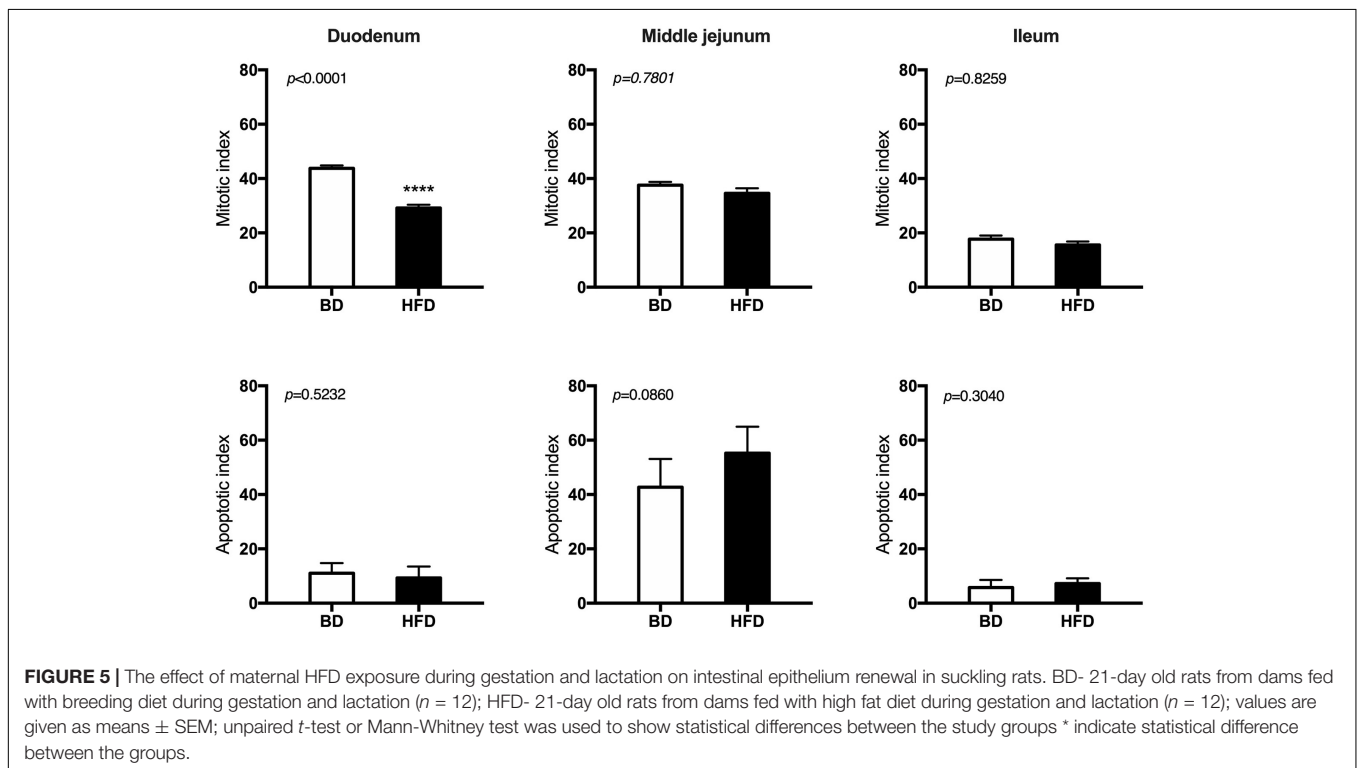 Duodenum
Middle jejunum
Ileum
80
60
40
20
0
Mitotic index
p<0.0001
****
BD
HFD
80
60
40
20
0
Mitotic index
p=0.7801
BD
HFD
80
60
40
20
0
Mitotic index
p=0.8259
BD
HFD
80
60
40
20
0
Apoptotic index
p=0.5232
BD
HFD
80
60
40
20
0
Apoptotic index
p=0.0860
BD
HFD
80
60
40
20
0
Apoptotic index
p=0.3040
BD
HFD
FIGURE 5 | The effect of maternal HFD exposure during gestation and lactation on intestinal epithelium renewal in suckling rats. BD- 21-day old rats from dams fed
with breeding diet during gestation and lactation (n = 12); HFD- 21-day old rats from dams fed with high fat diet during gestation and lactation (n = 12); values are
given as means ± SEM; unpaired t-test or Mann-Whitney test was used to show statistical differences between the study groups * indicate statistical difference
between the groups.